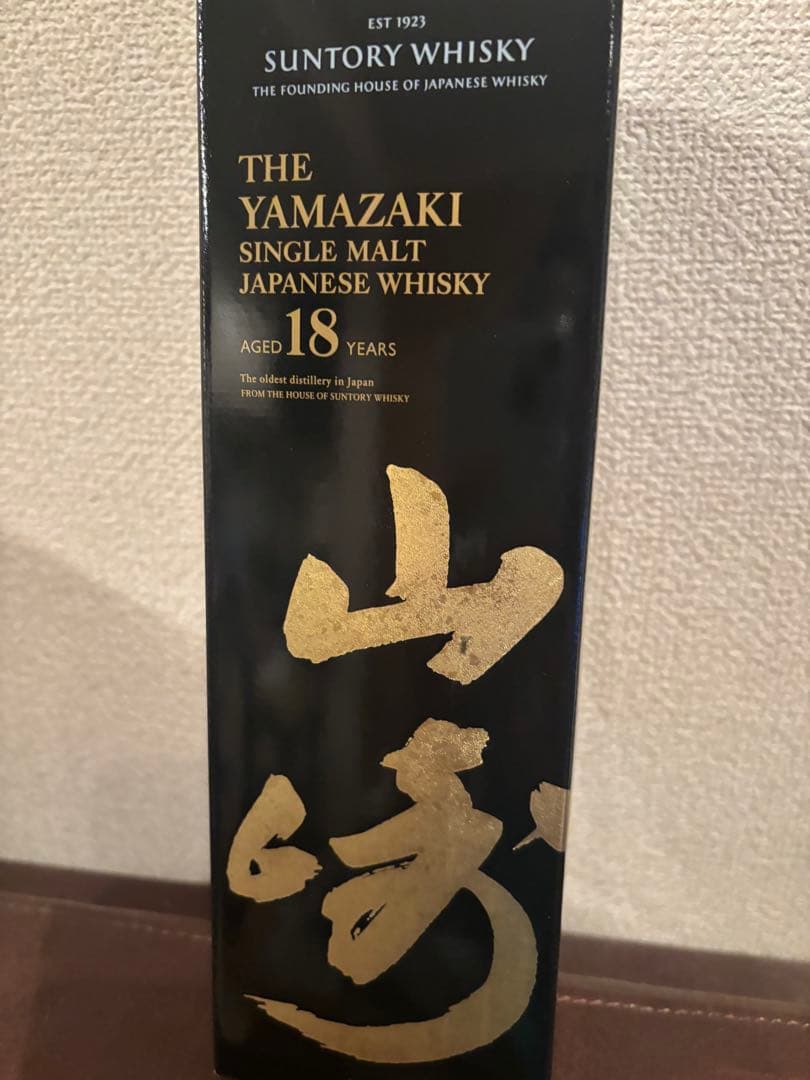 EST 1923
SUNTORY WHISKY
THE FOUNDING HOUSE OF JAPANESE WHISKY
THE
YAMAZAKI
SINGLE MALT
JAPANESE WHISKY
AGED 18 YEARS
The oldest distillery in Japan
FROM THE HOUSE OF SUNTORY WHISKY
山
崎